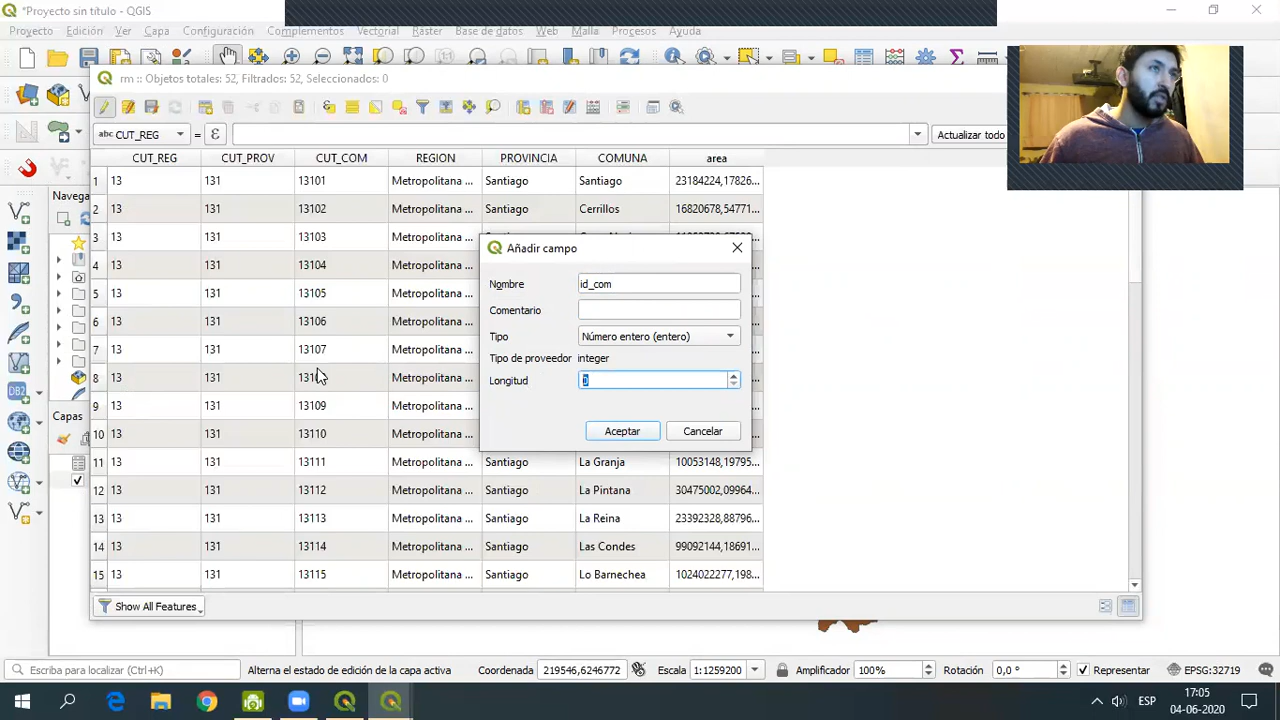 *Proyecto sin título - QGIS
Proyecto Edición Ver Capa Configuración Complementos Vectorial Ráster Base de datos Web Malla Procesos Ayuda
rm :: Objetos totales: 52, Filtrados: 52, Seleccionados: 0
abc CUT_REG = ε Actualizar todo
CUT_REG CUT_PROV CUT_COM REGION PROVINCIA COMUNA area
1 13 131 13101 Metropolitana ... Santiago Santiago 23184224,17826...
2 13 131 13102 Metropolitana ... Santiago Cerrillos 16820678,54771...
3 13 131 13103
4 13 131 13104
5 13 131 13105
6 13 131 13106
7 13 131 13107
8 13 131
9 13 131 13109
10 13 131 13110
11 13 131 13111 Metropolitana ... Santiago La Granja 10053148,19795...
12 13 131 13112 Metropolitana ... Santiago La Pintana 30475002,09964...
13 13 131 13113 Metropolitana ... Santiago La Reina 23392328,88796...
14 13 131 13114 Metropolitana ... Santiago Las Condes 99092144,18691...
15 13 131 13115 Metropolitana ... Santiago Lo Barnechea 1024022277,198...
Añadir campo
Nombre id_com
Comentario
Tipo Número entero (entero)
Tipo de proveedor integer
Longitud 0
Aceptar Cancelar
Navega
Capas
Show All Features
Escriba para localizar (Ctrl+K) Alterna el estado de edición de la capa activa Coordenada 219546,6246772 Escala 1:1259200 Amplificador 100% Rotación 0,0 ° Representar EPSG:32719
ESP
17:05
04-06-2020